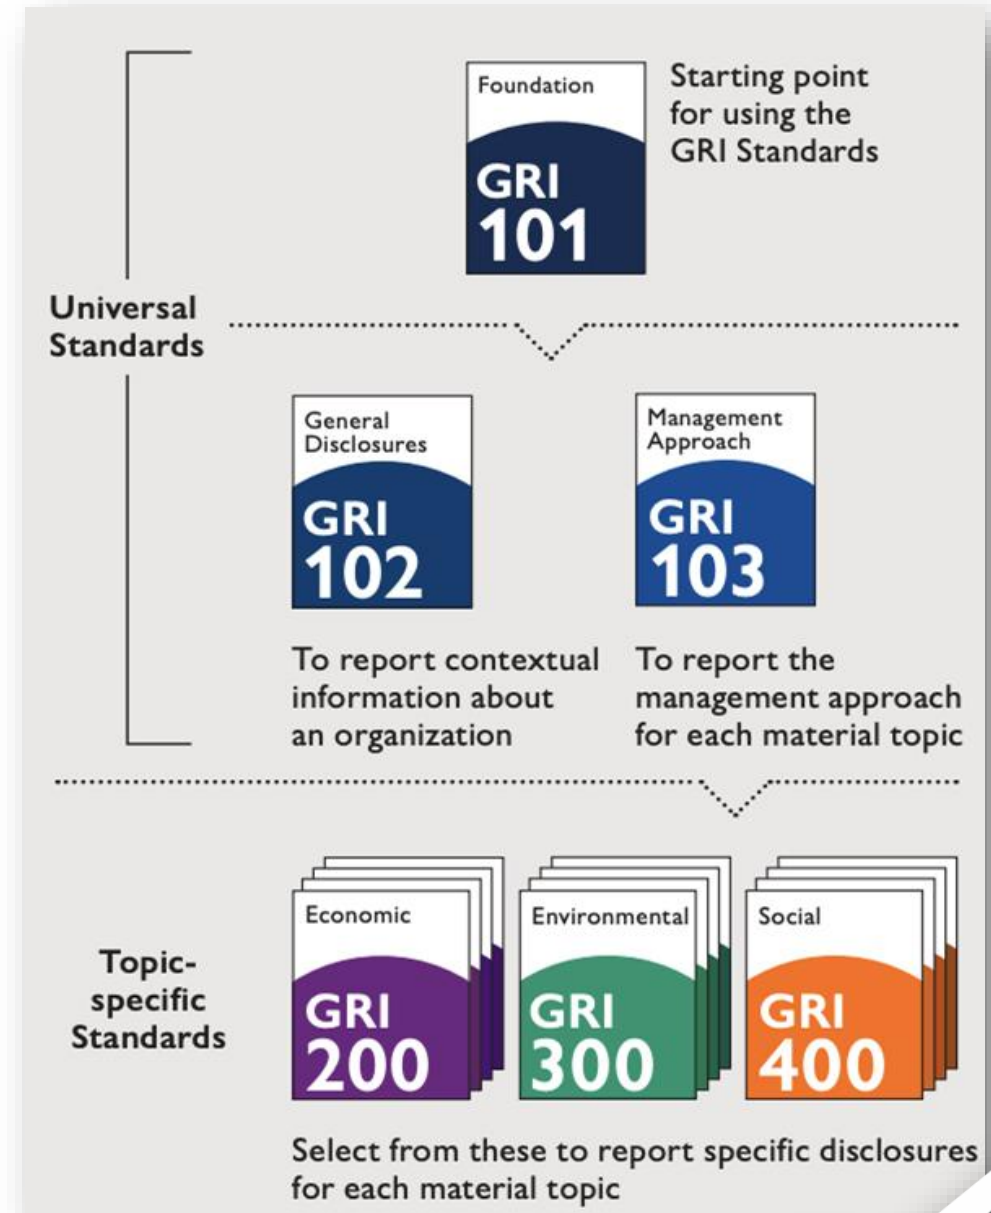 Foundation
GRI
101
Starting point
for using the
GRI Standards
Universal
Standards
General
Disclosures
GRI
102
Management
Approach
GRI
103
To report contextual
information about
an organization
To report the
management approach
for each material topic
Topic-
specific
Standards
Economic
GRI
200
Environmental
GRI
300
Social
GRI
400
Select from these to report specific disclosures
for each material topic